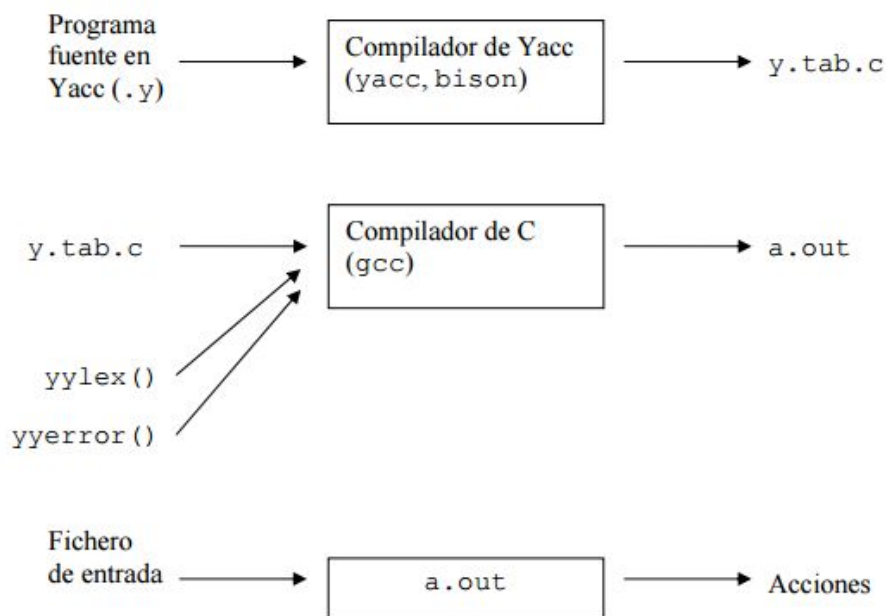 Programa
fuente en
Yacc (.y)
Compilador de Yacc
(yacc, bison)
y.tab.c
y.tab.c
Compilador de C
(gcc)
a.out
yylex()
yyerror()
Fichero
de entrada
a.out
Acciones